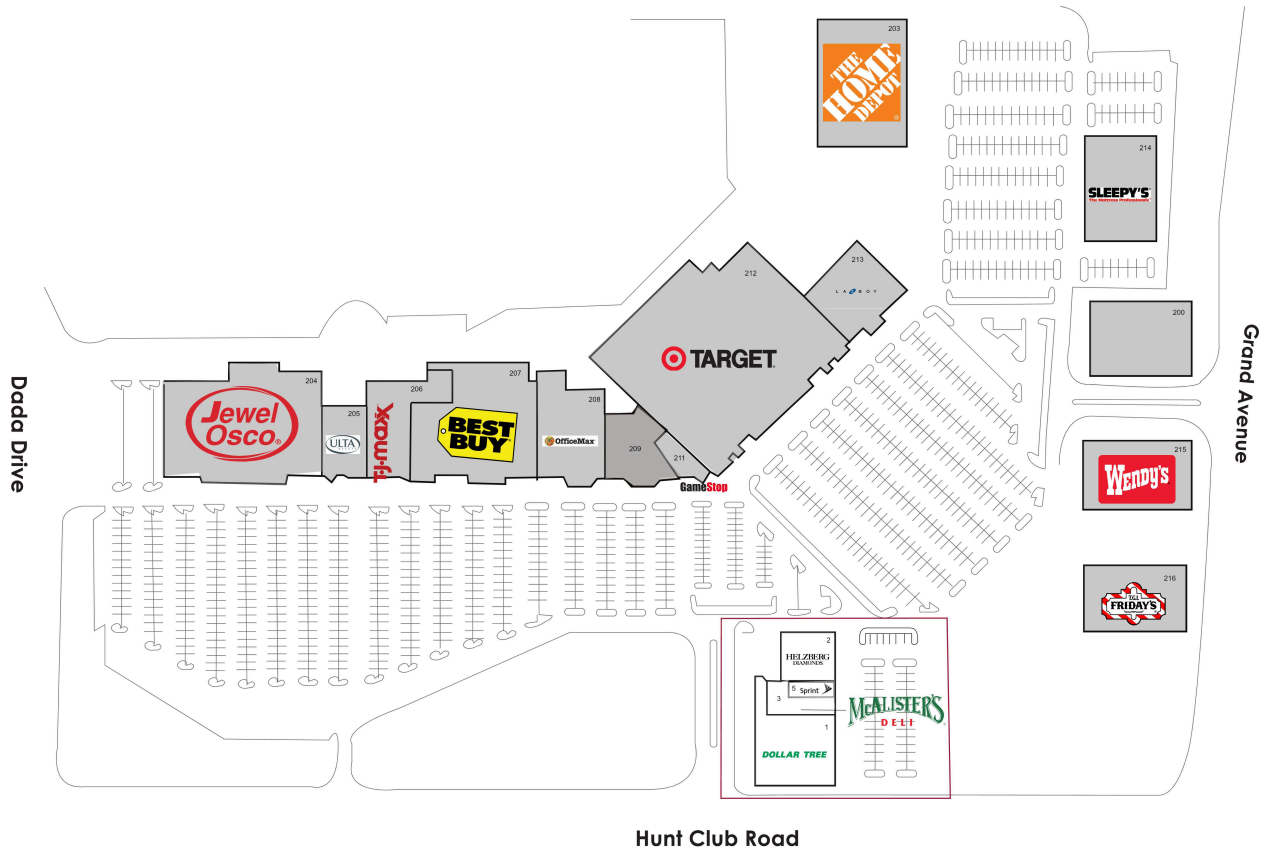 203
THE
HOME
DEPOT
214
SLEEPY'S
The Mattress Professionals
212
213
LA Z BOY
TARGET
200
Grand Avenue
204
Jewel
Osco
205
ULTA
206
T·J·maxx
207
BEST
BUY
208
OfficeMax
209
211
GameStop
215
WENDY'S
216
T.G.I.
FRIDAY'S
Dada Drive
2
HELZBERG
DIAMONDS
5 Sprint
3
McALISTER'S
DELI
1
DOLLAR TREE
Hunt Club Road